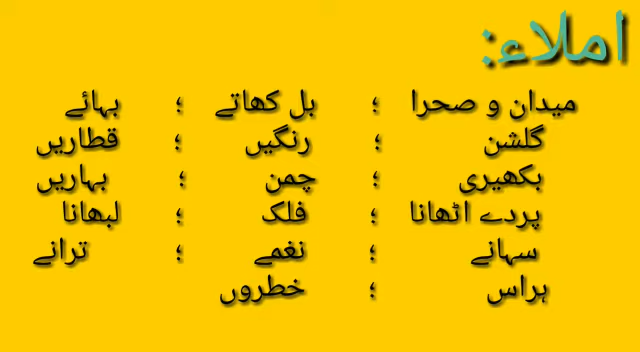 املاء:
میدان و صحرا ؛ بل کھاتے ؛ بہائے
گلشن ؛ رنگیں ؛ قطاریں
بکھیری ؛ چمن ؛ بہاریں
پردے اٹھانا ؛ فلک ؛ لبھانا
سہانے ؛ نغمے ؛ ترانے
ہراس ؛ خطروں